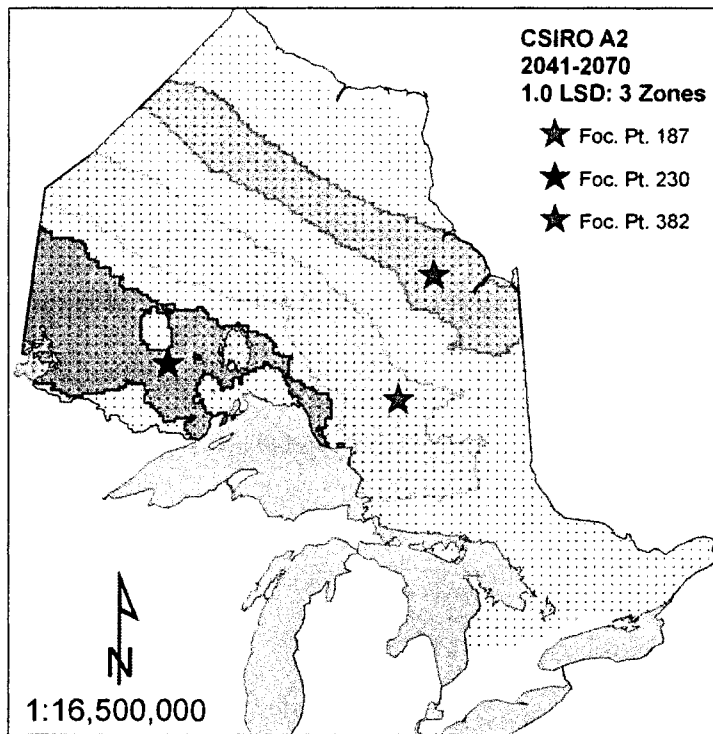 CSIRO A2
2041-2070
1.0 LSD: 3 Zones
Foc. Pt. 187
Foc. Pt. 230
Foc. Pt. 382
N
1:16,500,000